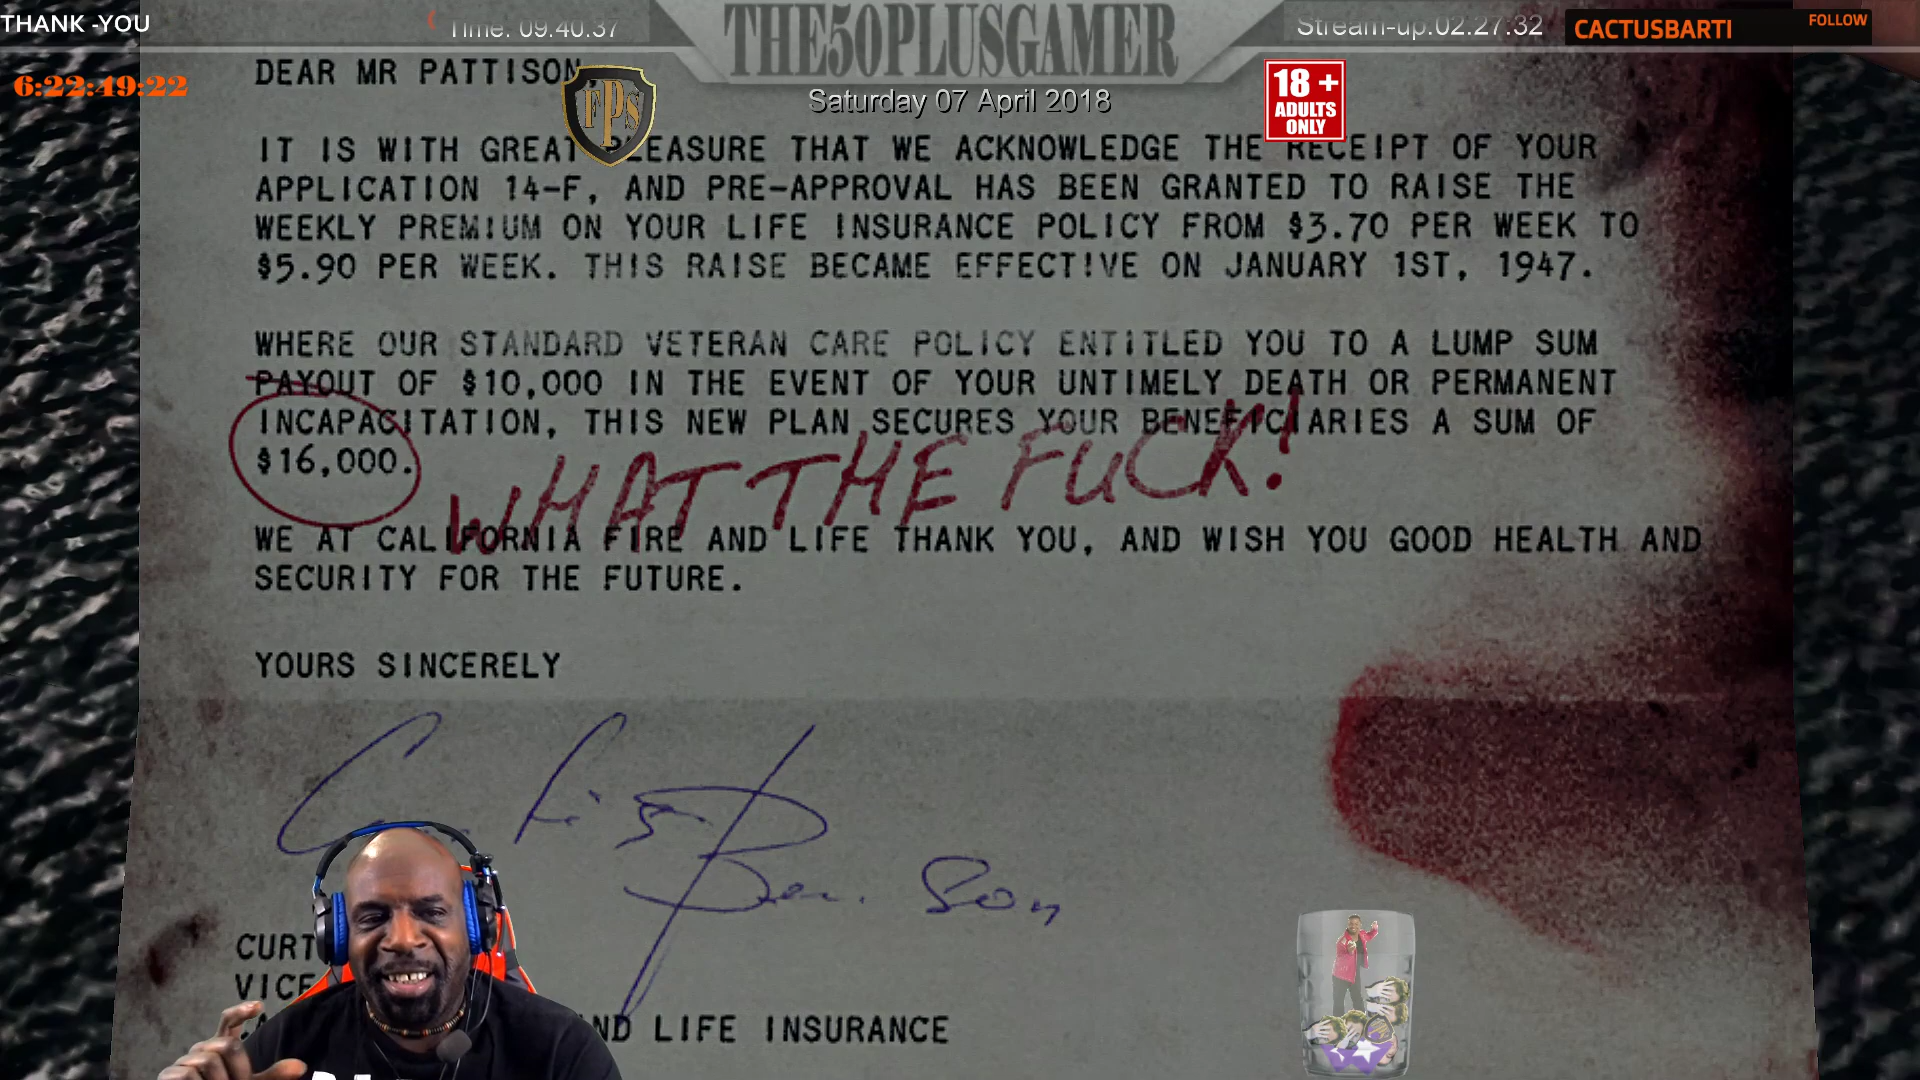 THANK -YOU
Time: 09.40.37
THE50PLUSGAMER
Stream-up.02.27.32
CACTUSBARTI
FOLLOW
6:22:49:22
DEAR MR PATTISON
FPS
Saturday 07 April 2018
18 +
ADULTS
ONLY
IT IS WITH GREAT PLEASURE THAT WE ACKNOWLEDGE THE RECEIPT OF YOUR
APPLICATION 14-F, AND PRE-APPROVAL HAS BEEN GRANTED TO RAISE THE
WEEKLY PREMIUM ON YOUR LIFE INSURANCE POLICY FROM $3.70 PER WEEK TO
$5.90 PER WEEK. THIS RAISE BECAME EFFECTIVE ON JANUARY 1ST, 1947.
WHERE OUR STANDARD VETERAN CARE POLICY ENTITLED YOU TO A LUMP SUM
PAYOUT OF $10,000 IN THE EVENT OF YOUR UNTIMELY DEATH OR PERMANENT
INCAPACITATION, THIS NEW PLAN SECURES YOUR BENEFICIARIES A SUM OF
$16,000.
WHAT THE FUCK!
WE AT CALIFORNIA FIRE AND LIFE THANK YOU, AND WISH YOU GOOD HEALTH AND
SECURITY FOR THE FUTURE.
YOURS SINCERELY
Curtis Benson
CURT
VICE
ND LIFE INSURANCE